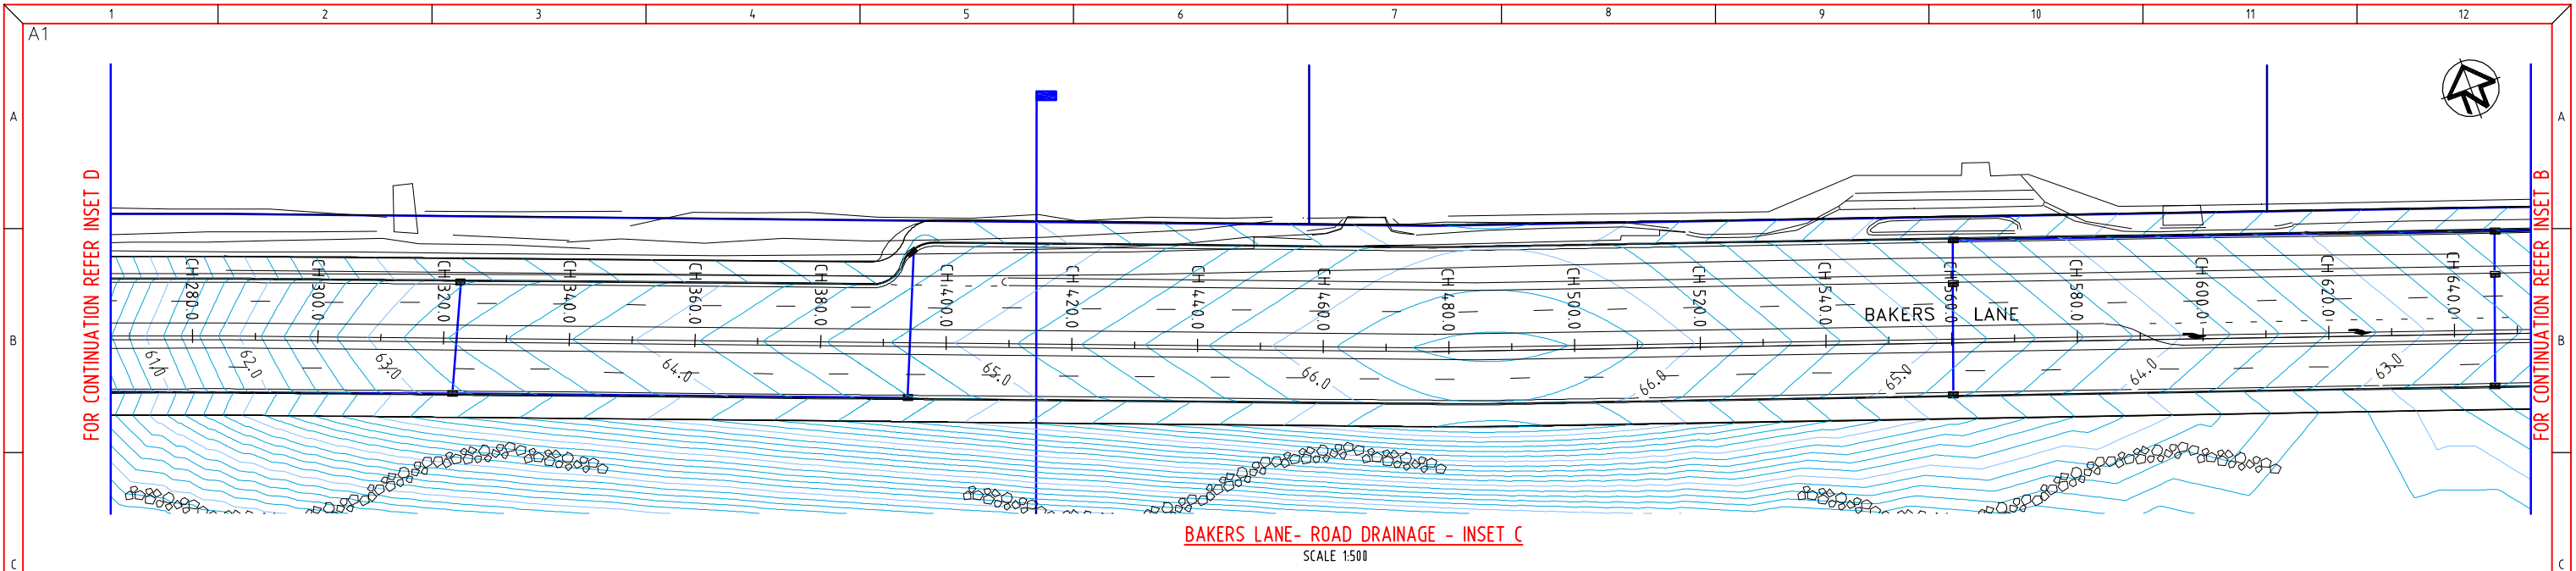 1 2 3 4 5 6 7 8 9 10 11 12
A1
A A
N
FOR CONTINUATION REFER INSET D
FOR CONTINUATION REFER INSET B
CH 280.0 CH 300.0 CH 320.0 CH 340.0 CH 360.0 CH 380.0 CH 400.0 CH 420.0 CH 440.0 CH 460.0 CH 480.0 CH 500.0 CH 520.0 CH 540.0 CH 560.0 CH 580.0 CH 600.0 CH 620.0 CH 640.0
BAKERS LANE
B B
61.0 62.0 63.0 64.0 65.0 66.0 66.0 65.0 64.0 63.0
BAKERS LANE- ROAD DRAINAGE - INSET C
SCALE 1:500
C C